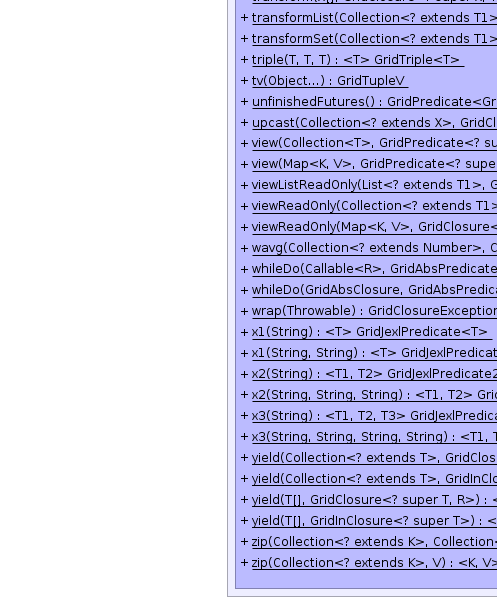 + transformList(Collection<? extends T1>
+ transformSet(Collection<? extends T1>
+ triple(T, T, T) : <T> GridTriple<T>
+ tv(Object...) : GridTupleV
+ unfinishedFutures() : GridPredicate<Gr
+ upcast(Collection<? extends X>, GridCl
+ view(Collection<T>, GridPredicate<? su
+ view(Map<K, V>, GridPredicate<? supe
+ viewListReadOnly(List<? extends T1>, G
+ viewReadOnly(Collection<? extends T1>
+ viewReadOnly(Map<K, V>, GridClosure<
+ wavg(Collection<? extends Number>, C
+ whileDo(Callable<R>, GridAbsPredicate
+ whileDo(GridAbsClosure, GridAbsPredic
+ wrap(Throwable) : GridClosureException
+ x1(String) : <T> GridJexlPredicate<T>
+ x1(String, String) : <T> GridJexlPredicat
+ x2(String) : <T1, T2> GridJexlPredicate2
+ x2(String, String, String) : <T1, T2> Gri
+ x3(String) : <T1, T2, T3> GridJexlPredic
+ x3(String, String, String, String) : <T1, T
+ yield(Collection<? extends T>, GridClos
+ yield(Collection<? extends T>, GridInClo
+ yield(T[], GridClosure<? super T, R>) : <
+ yield(T[], GridInClosure<? super T>) : <
+ zip(Collection<? extends K>, Collection<
+ zip(Collection<? extends K>, V) : <K, V>